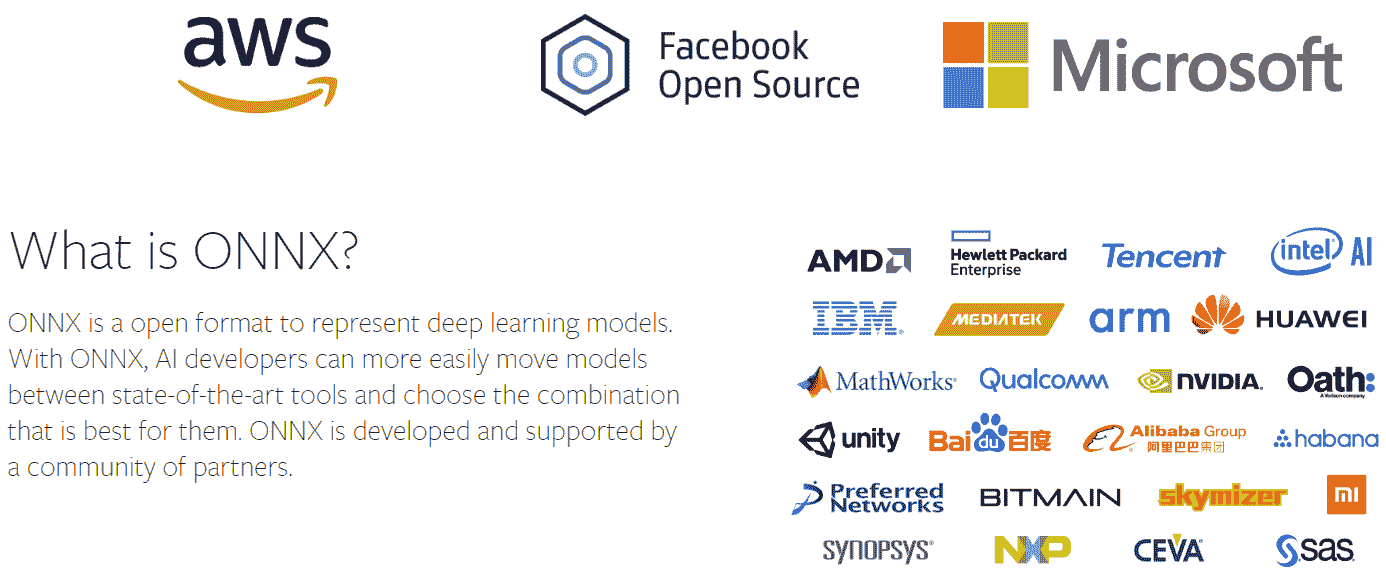 aws
Facebook
Open Source
Microsoft
What is ONNX?
ONNX is a open format to represent deep learning models.
With ONNX, AI developers can more easily move models
between state-of-the-art tools and choose the combination
that is best for them. ONNX is developed and supported by
a community of partners.
AMD
Hewlett Packard
Enterprise
Tencent
intel AI
IBM®
MEDIATEK
arm
HUAWEI
MathWorks®
Qualcomm
NVIDIA.
Oath:
A Verizon company
unity
Bai du 百度
Alibaba Group
阿里巴巴集团
habana
Preferred
Networks
BITMAIN
skymizer
MI
SYNOPSYS®
NXP
CEVA®
sas